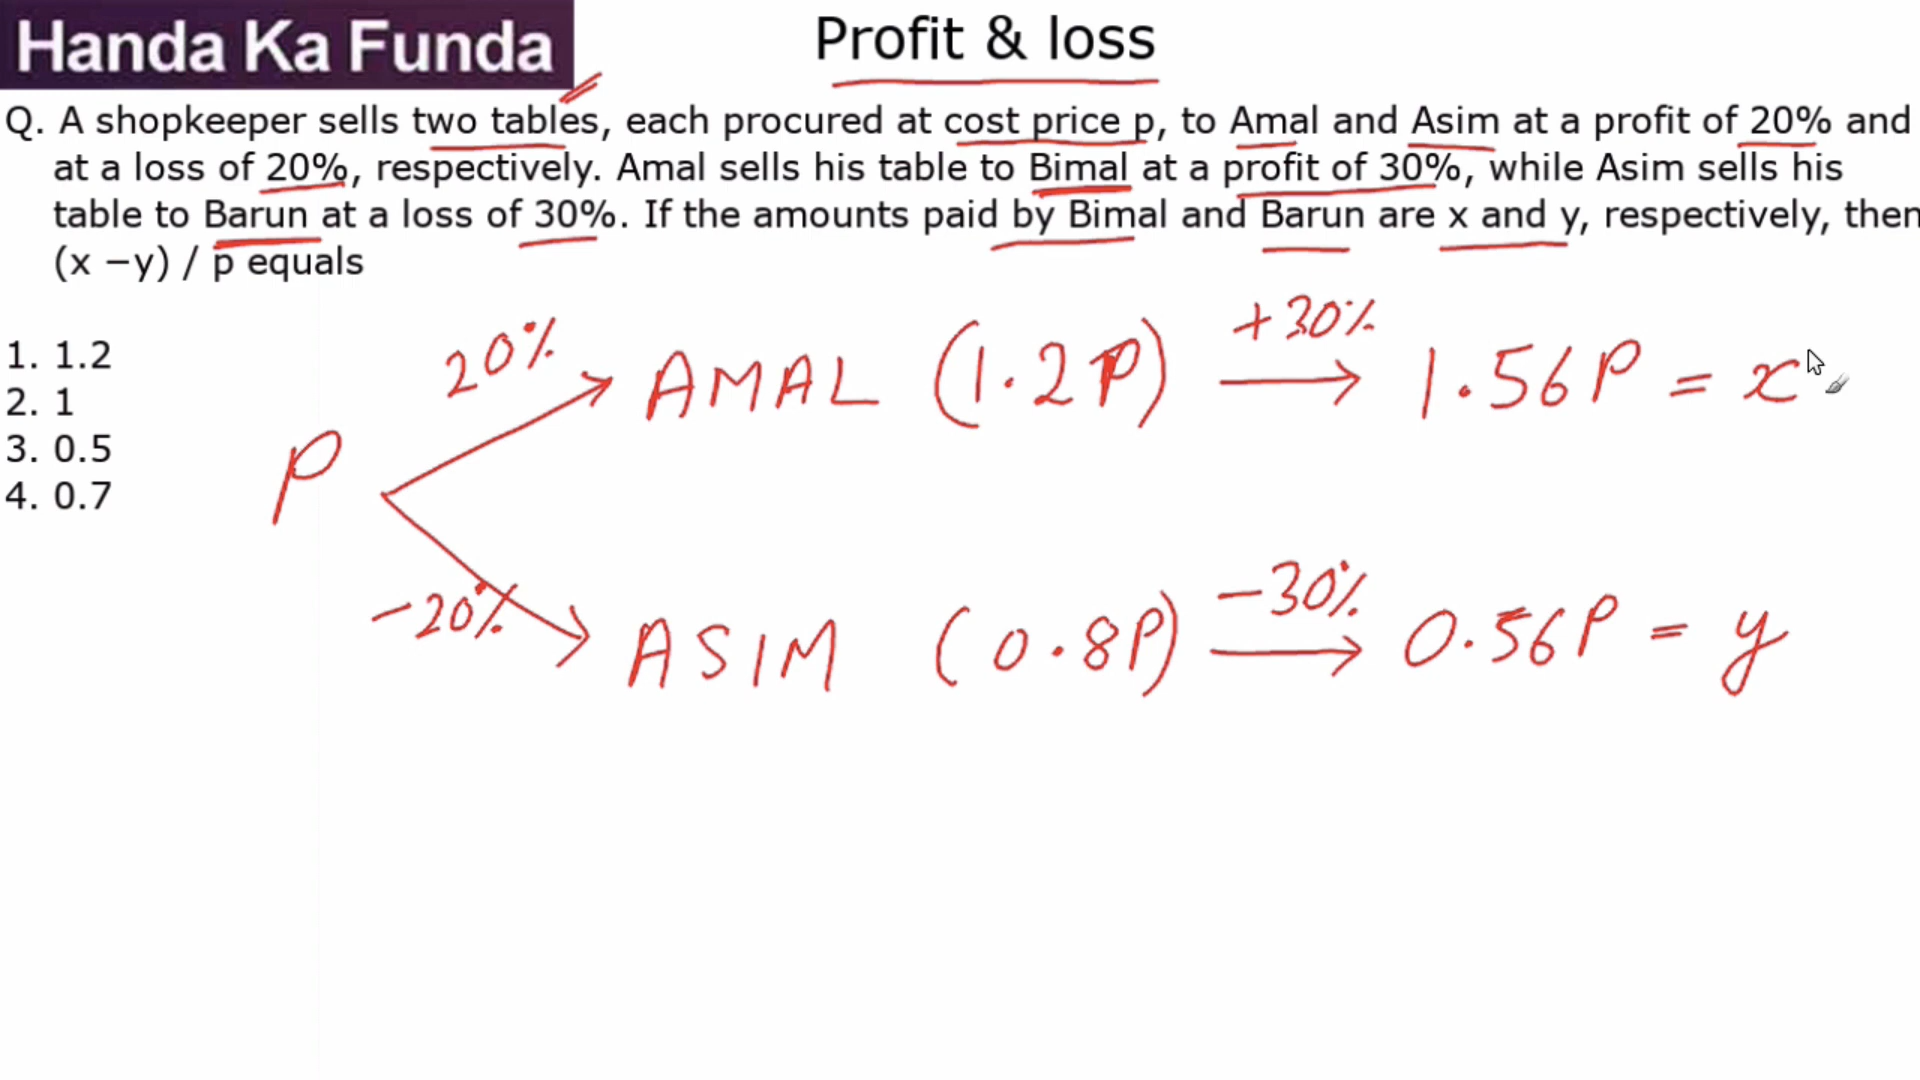 Handa Ka Funda
Profit & loss
Q. A shopkeeper sells two tables, each procured at cost price p, to Amal and Asim at a profit of 20% and
at a loss of 20%, respectively. Amal sells his table to Bimal at a profit of 30%, while Asim sells his
table to Barun at a loss of 30%. If the amounts paid by Bimal and Barun are x and y, respectively, then
(x −y) / p equals
1. 1.2
2. 1
3. 0.5
4. 0.7
P
20% AMAL (1.2P) +30% 1.56P = x
-20% ASIM (0.8P) -30% 0.56P = y